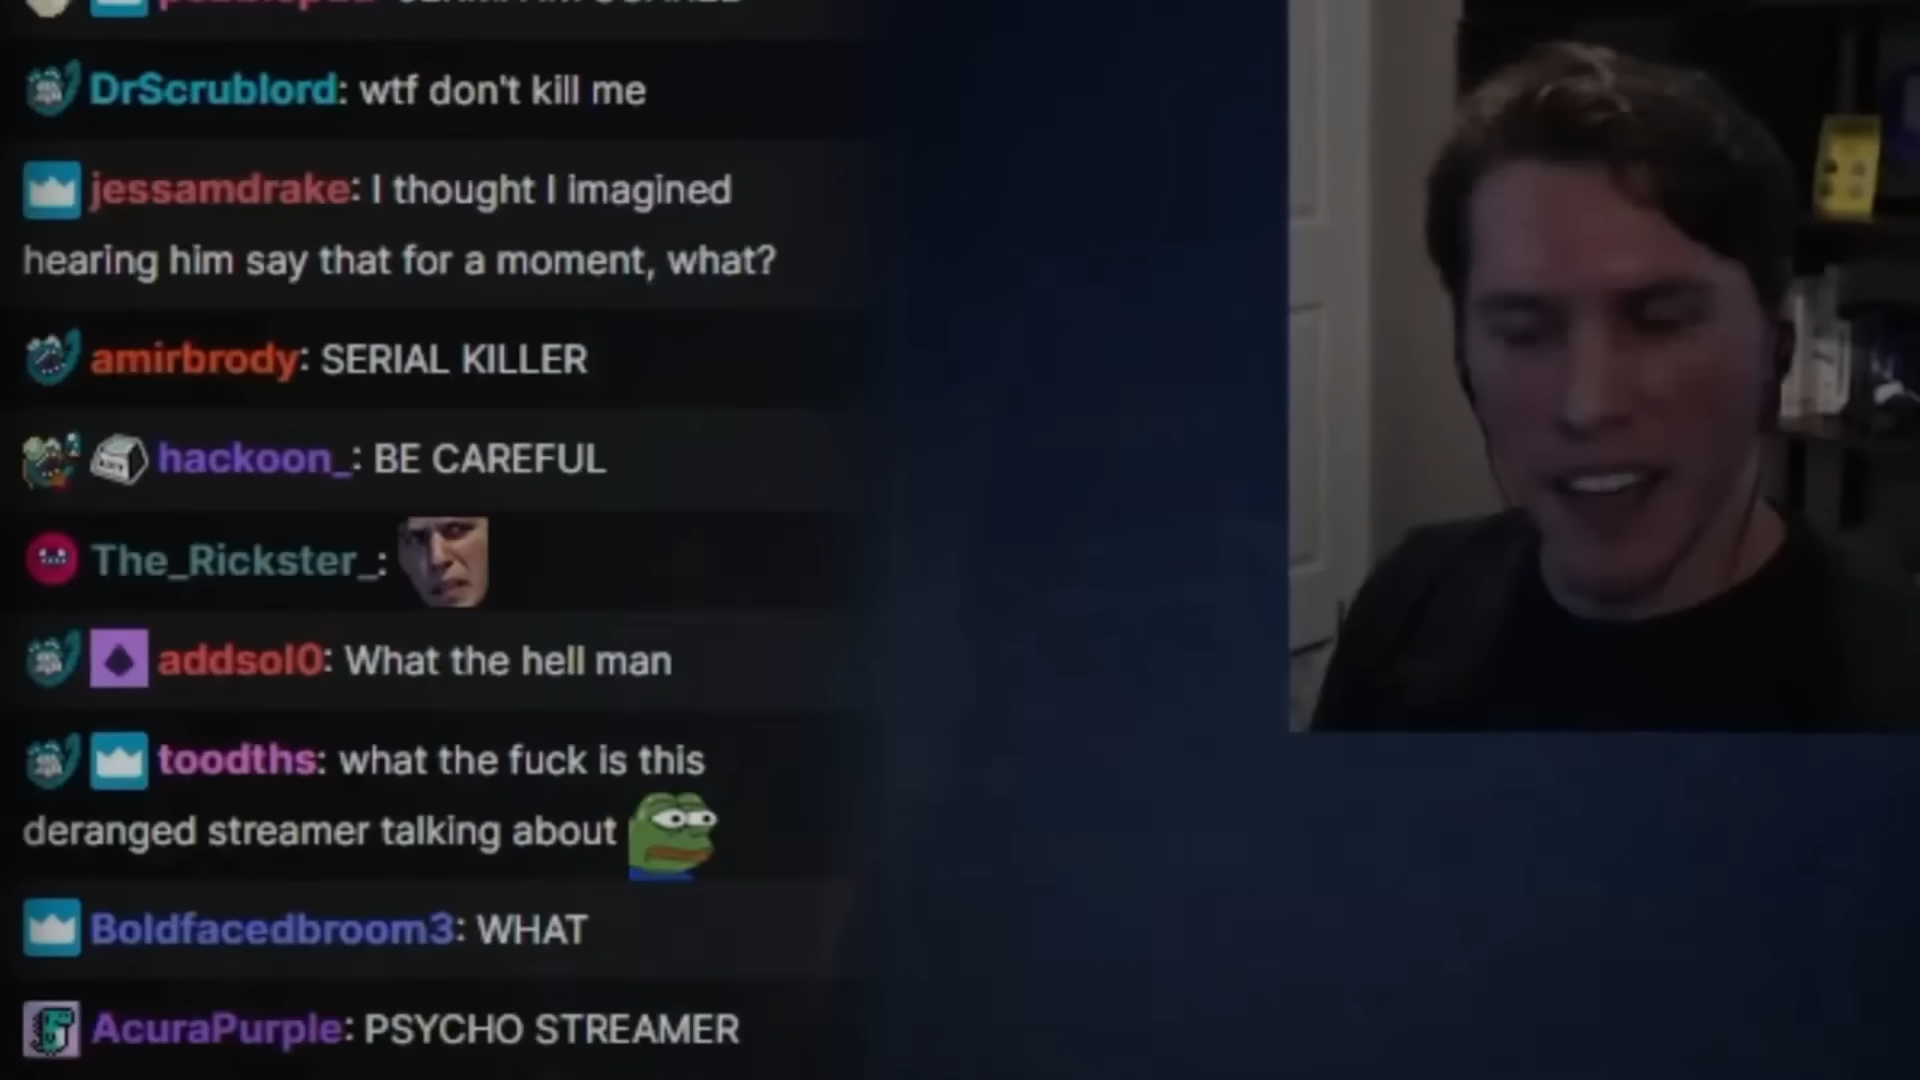 DrScrublord: wtf don't kill me
jessamdrake: I thought I imagined
hearing him say that for a moment, what?
amirbrody: SERIAL KILLER
hackoon_: BE CAREFUL
The_Rickster_:
addsol0: What the hell man
toodths: what the fuck is this
deranged streamer talking about
Boldfacedbroom3: WHAT
AcuraPurple: PSYCHO STREAMER